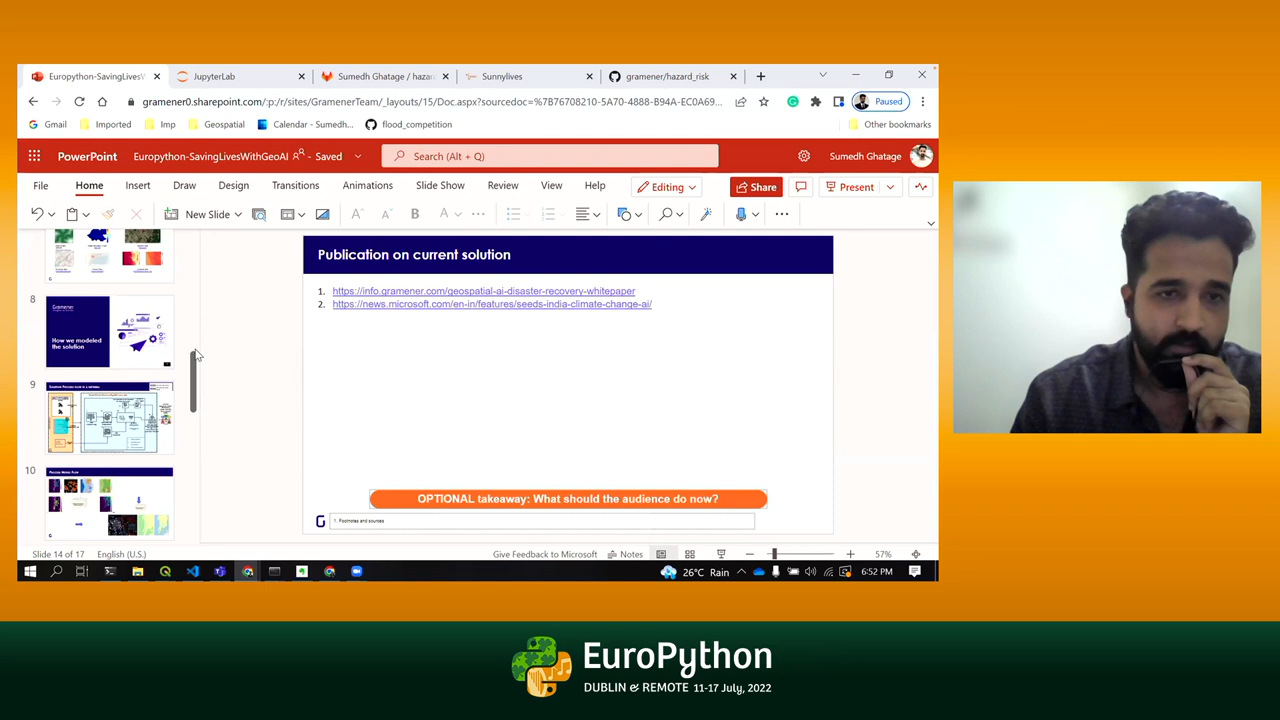 Europython-SavingLivesW
JupyterLab
Sumedh Ghatage / hazar
Sunnylives
gramener/hazard_risk
gramener0.sharepoint.com/:p:/r/sites/GramenerTeam/_layouts/15/Doc.aspx?sourcedoc=%7B76708210-5A70-4888-B94A-EC0A69...
Paused
Gmail
Imported
Imp
Geospatial
Calendar - Sumedh...
flood_competition
Other bookmarks
PowerPoint
Europython-SavingLivesWithGeoAI
- Saved
Search (Alt + Q)
Sumedh Ghatage
File
Home
Insert
Draw
Design
Transitions
Animations
Slide Show
Review
View
Help
Editing
Share
Present
New Slide
B
A
8
Gramener
How we modeled
the solution
9
10
Publication on current solution
1. https://info.gramener.com/geospatial-ai-disaster-recovery-whitepaper
2. https://news.microsoft.com/en-in/features/seeds-india-climate-change-ai/
OPTIONAL takeaway: What should the audience do now?
1. Footnotes and sources
Slide 14 of 17
English (U.S.)
Give Feedback to Microsoft
Notes
57%
26°C Rain
6:52 PM
EuroPython
DUBLIN & REMOTE 11-17 July, 2022